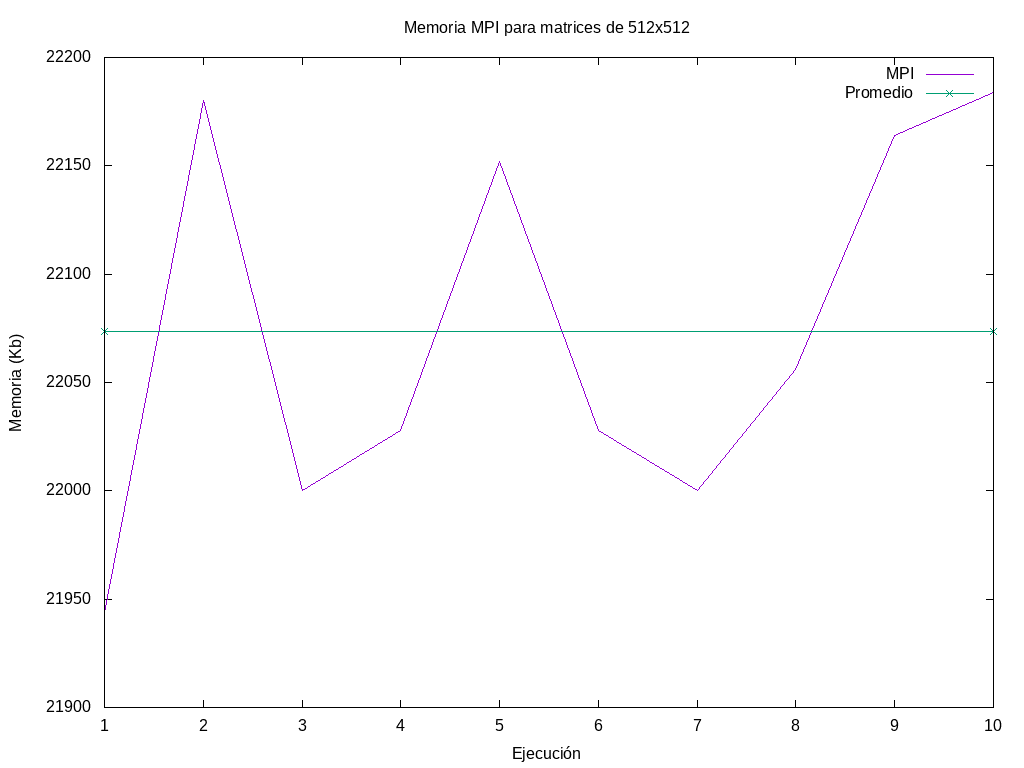 Memoria MPI para matrices de 512x512
MPI
Promedio
22200
22150
22100
22050
22000
21950
21900
Memoria (Kb)
1 2 3 4 5 6 7 8 9 10
Ejecución